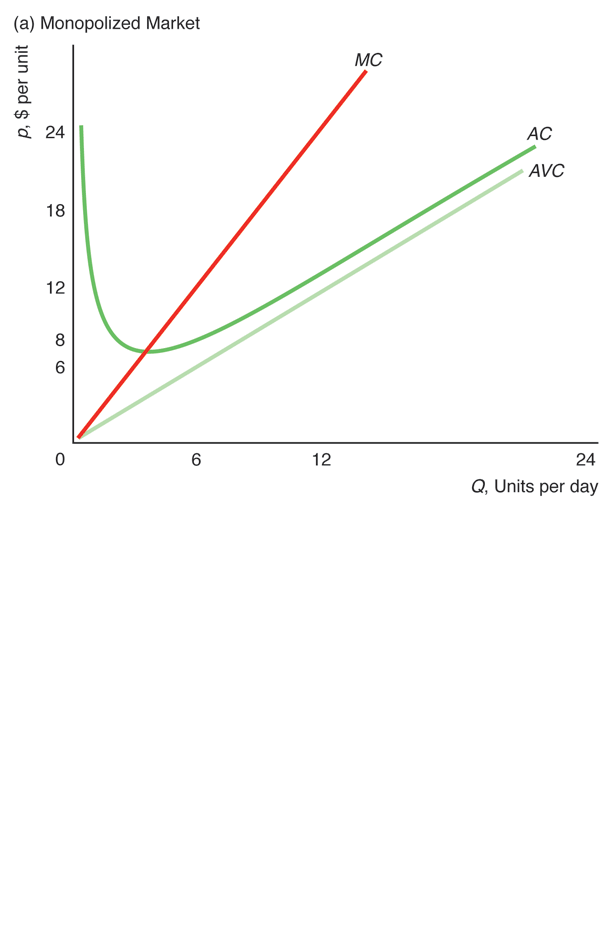 (a) Monopolized Market
p, $ per unit
MC
24
AC
AVC
18
12
8
6
0
6
12
24
Q, Units per day